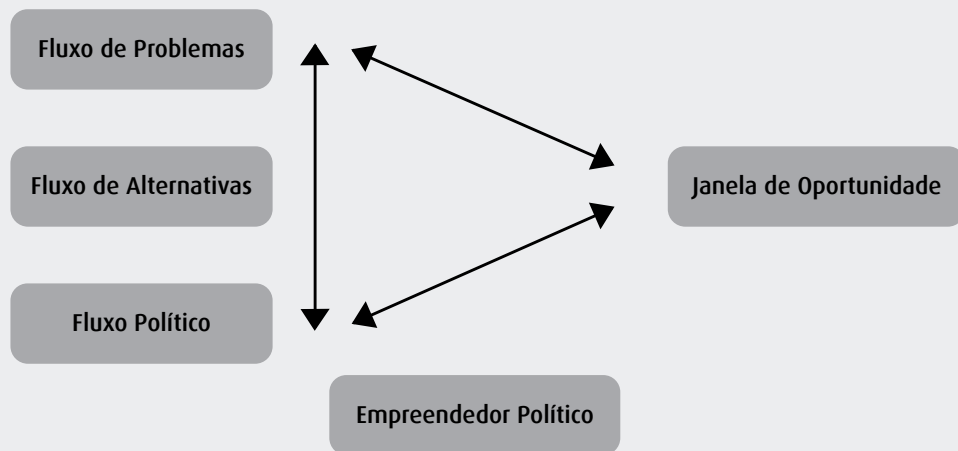 Fluxo de Problemas
Fluxo de Alternativas
Janela de Oportunidade
Fluxo Político
Empreendedor Político